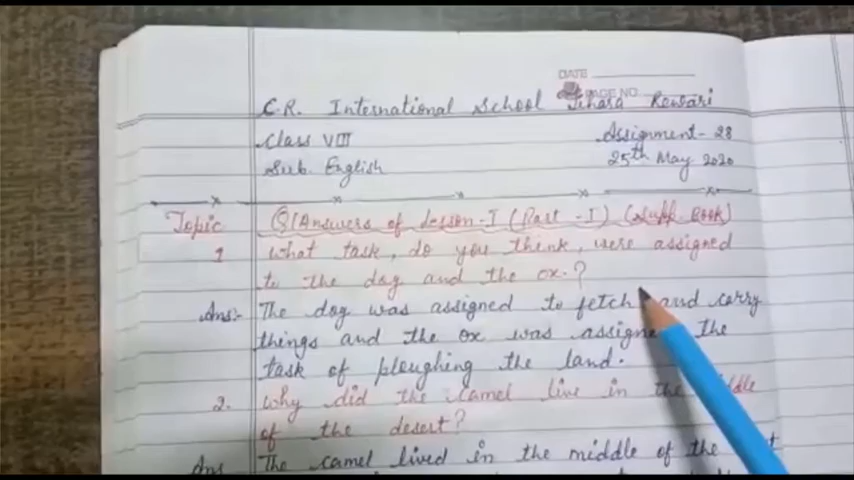 DATE
PAGE NO.
C.R. International School Jihara Rewari
Class VIII Assignment - 28
Sub. English 25th May 2020
Topic Q/Answers of Lesson-I (Part-I) (Supp. Book)
1 What task, do you think, were assigned
to the dog and the ox?
Ans:- The dog was assigned to fetch and carry
things and the ox was assigne the
task of ploughing the land.
2. Why did the camel live in the
of the desert?
Ans The camel lived in the middle of the